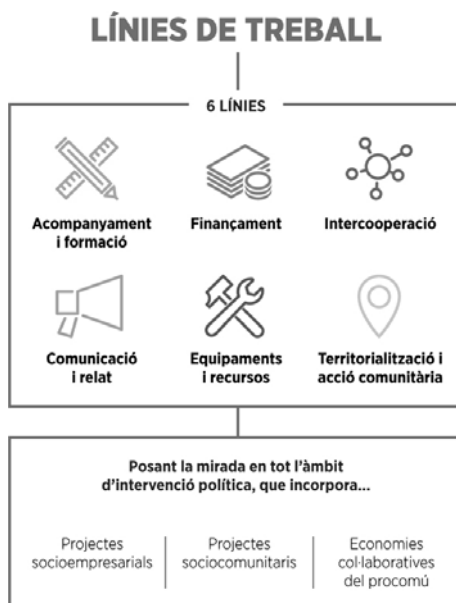 LÍNIES DE TREBALL
6 LÍNIES
Acompanyament
i formació
Finançament
Intercooperació
Comunicació
i relat
Equipaments
i recursos
Territorialització i
acció comunitària
Posant la mirada en tot l’àmbit
d’intervenció política, que incorpora...
Projectes
socioempresarials
Projectes
sociocomunitaris
Economies
col·laboratives
del procomú